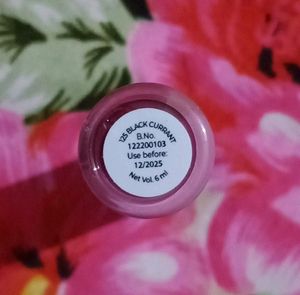 125 BLACK CURRANT
B.No.
122200103
Use before:
12/2025
Net Vol. 6 ml